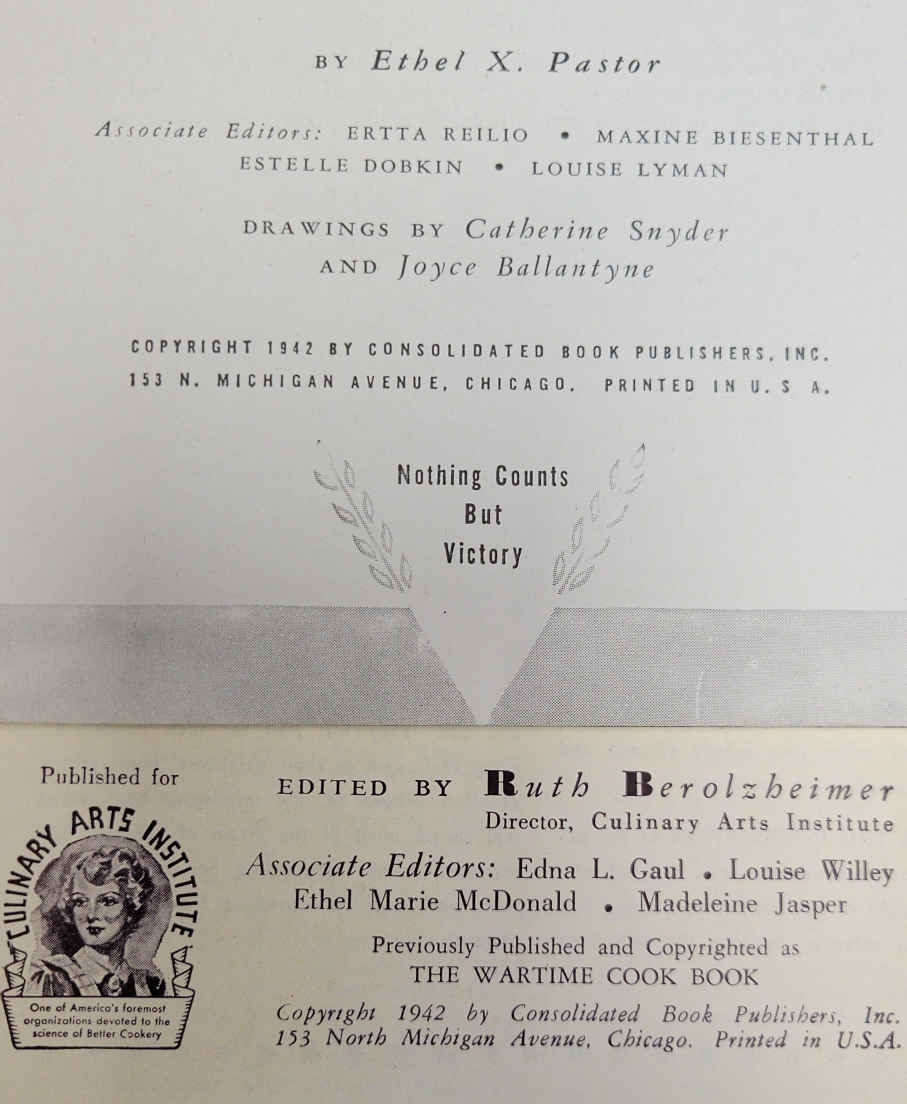 BY Ethel X. Pastor
Associate Editors: ERTTA REILIO • MAXINE BIESENTHAL
ESTELLE DOBKIN • LOUISE LYMAN
DRAWINGS BY Catherine Snyder
AND Joyce Ballantyne
COPYRIGHT 1942 BY CONSOLIDATED BOOK PUBLISHERS, INC.
153 N. MICHIGAN AVENUE, CHICAGO. PRINTED IN U. S A.
Nothing Counts
But
Victory
Published for
CULINARY ARTS INSTITUTE
One of America's foremost
organizations devoted to the
science of Better Cookery
EDITED BY Ruth Berolzheimer
Director, Culinary Arts Institute
Associate Editors: Edna L. Gaul • Louise Willey
Ethel Marie McDonald • Madeleine Jasper
Previously Published and Copyrighted as
THE WARTIME COOK BOOK
Copyright 1942 by Consolidated Book Publishers, Inc.
153 North Michigan Avenue, Chicago. Printed in U.S.A.